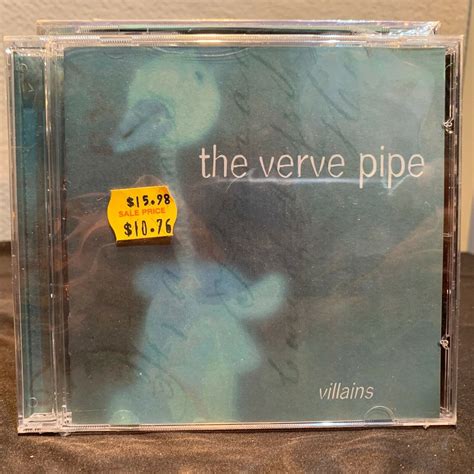 the verve pipe
$15.98
SALE PRICE
$10.76
villains